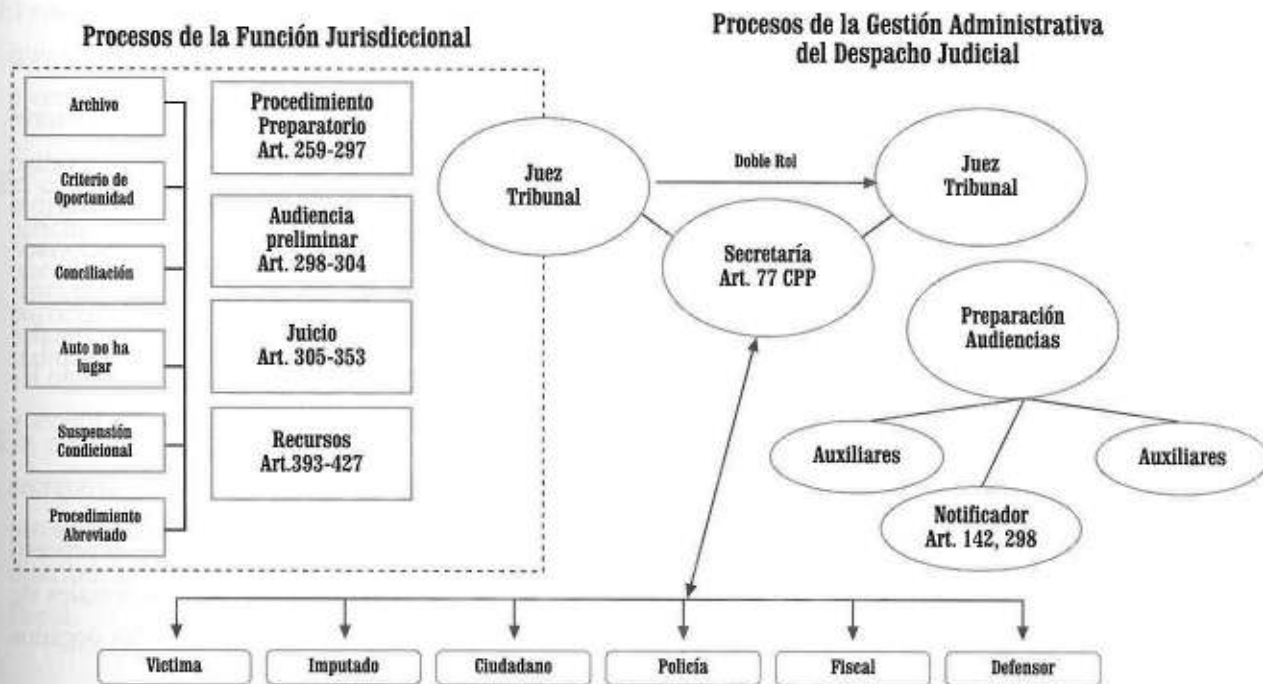 Procesos de la Función Jurisdiccional
Procesos de la Gestión Administrativa
del Despacho Judicial
Archivo
Criterio de
Oportunidad
Conciliación
Auto no ha
lugar
Suspensión
Condicional
Procedimiento
Abreviado
Procedimiento
Preparatorio
Art. 259-297
Audiencia
preliminar
Art. 298-304
Juicio
Art. 305-353
Recursos
Art.393-427
Juez
Tribunal
Doble Rol
Juez
Tribunal
Secretaría
Art. 77 CPP
Preparación
Audiencias
Auxiliares
Auxiliares
Notificador
Art. 142, 298
Victima
Imputado
Ciudadano
Policía
Fiscal
Defensor